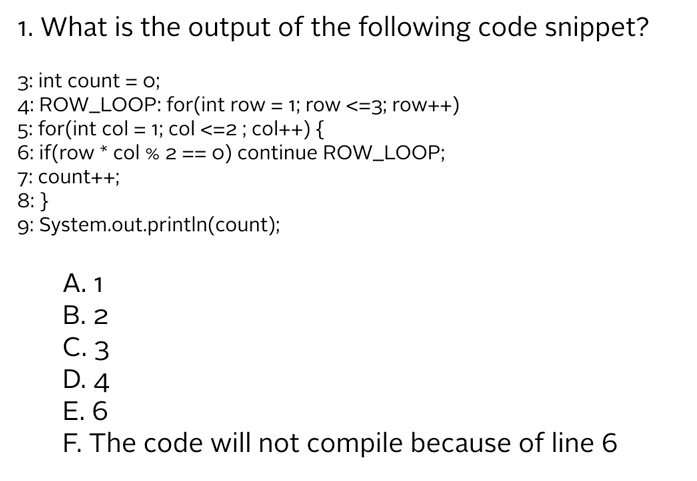 1. What is the output of the following code snippet?
3: int count = 0;
4: ROW_LOOP: for(int row = 1; row <=3; row++)
5: for(int col = 1; col <=2 ; col++) {
6: if(row * col % 2 == 0) continue ROW_LOOP;
7: count++;
8: }
9: System.out.println(count);
A. 1
B. 2
C. 3
D. 4
E. 6
F. The code will not compile because of line 6